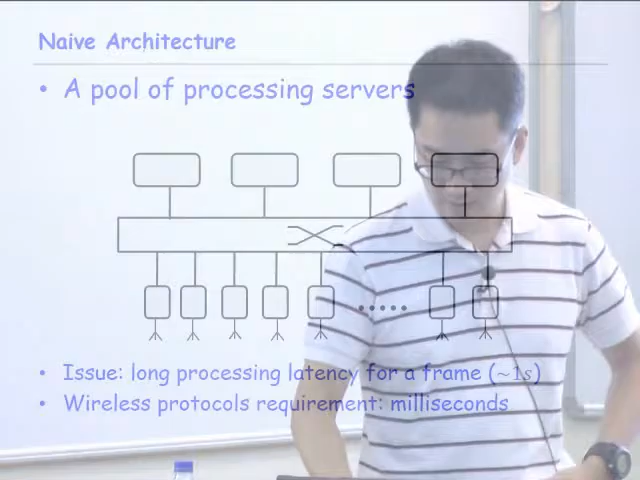 Naive Architecture
• A pool of processing servers
• Issue: long processing latency for a frame (~1s)
• Wireless protocols requirement: milliseconds